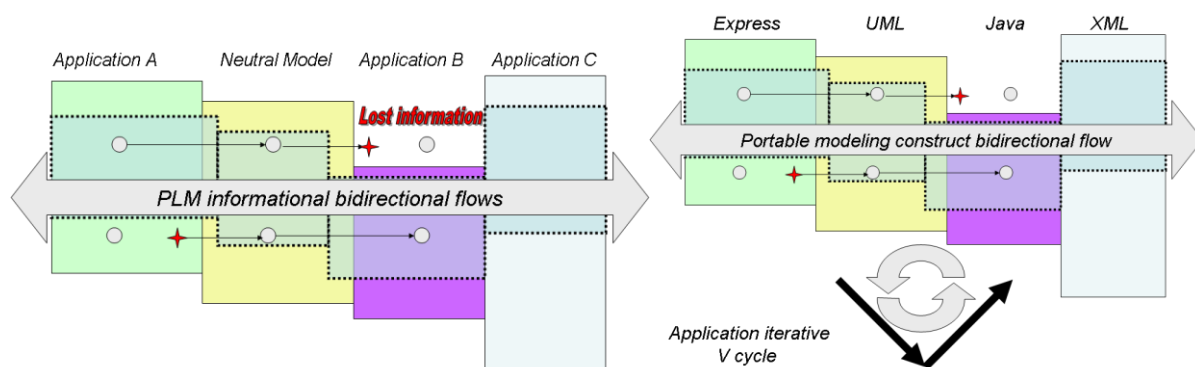 Application A Neutral Model Application B Application C
Lost information
PLM informational bidirectional flows
Express UML Java XML
Portable modeling construct bidirectional flow
Application iterative
V cycle